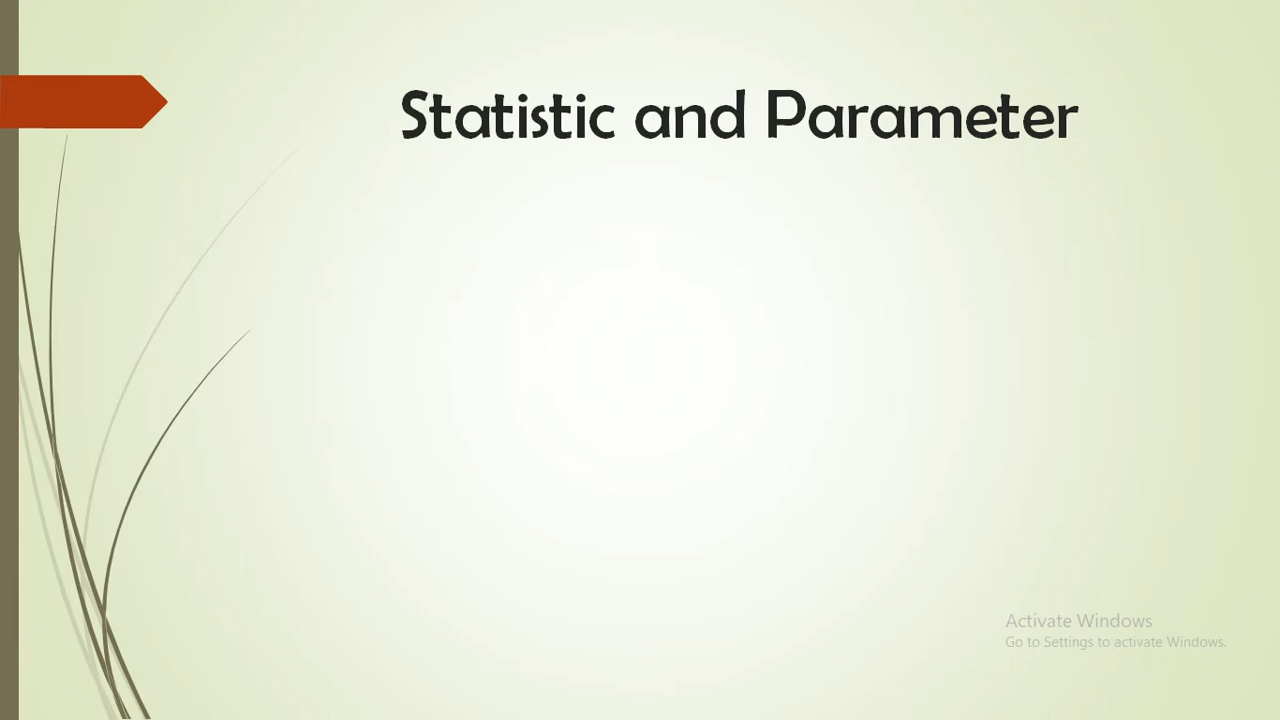 Statistic and Parameter
Activate Windows
Go to Settings to activate Windows.